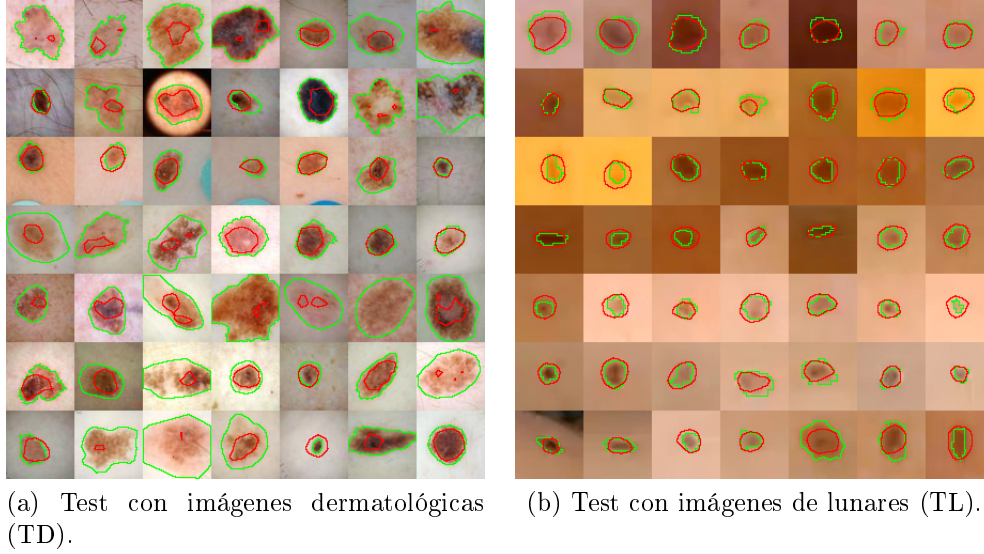 (a) Test con imágenes dermatológicas
(TD).
(b) Test con imágenes de lunares (TL).